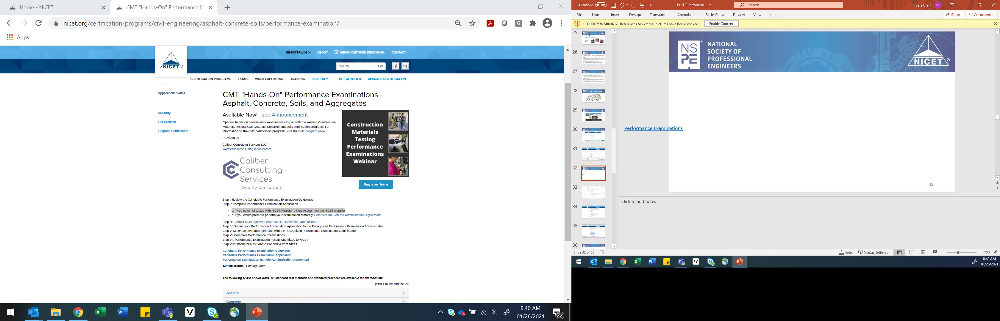 Home - NICET
CMT "Hands-On" Performance E
nicet.org/certification-programs/civil-engineering/asphalt-concrete-soils/performance-examination/
Apps
REGISTER/LOGIN ABOUT VERIFY CERTIFIED PERSONNEL CONTACT
NICET®
Search Go!
CERTIFICATION PROGRAMS EXAMS WORK EXPERIENCE TRAINING RECERTIFY GET CERTIFIED UPGRADE CERTIFICATION
Applications/Forms
Recertify
Get Certified
Upgrade Certification
CMT "Hands-On" Performance Examinations -
Asphalt, Concrete, Soils, and Aggregates
Available Now! - see Announcement
Optional hands-on performance examinations to pair with the existing Construction
Materials Testing (CMT) Asphalt, Concrete and Soils certification programs. For
information on the CMT certification programs, visit the CMT program page.
Provided by-
Caliber Consulting Services LLC
www.caliberconsultingservices.com
Caliber
Consulting
Services
Quality Consultants
Construction
Materials
Testing
Performance
Examinations
Webinar
Register here
Step I: Review the Candidate Performance Examination Guidelines
Step II: Complete Performance Examination Application
a: If you have not tested with NICET, Register a New Account on the NICET website
b: If you would prefer to perform your examination remotely, Complete the Remote Administration Agreement
Step III: Contact a Recognized Performance Examination Administrator
Step IV: Submit your Performance Examination Application to the Recognized Performance Examination Administrator
Step V: Make payment arrangements with the Recognized Performance Examination Administrator
Step VI: Complete Performance Examinations
Step VII: Performance Examination Results Submitted to NICET
Step VIII: Official Results Sent to Candidate from NICET
Candidate Performance Examination Guidelines
Candidate Performance Examination Application
Performance Examination Remote Administration Agreement
Administrators - Coming Soon!
The following ASTM and/or AASHTO standard test methods and standard practices are available for examination:
(click + to expand the list)
Asphalt
Concrete
8:40 AM
01/26/2021
22
AutoSave Off
NICET Performan...
Search
Sara Clark SC
File Home Insert Design Transitions Animations Slide Show Review View Help
Share Comments
SECURITY WARNING References to external pictures have been blocked Enable Content
25
26
27
28
29
30
31
32
33
34
35
36
NSPE®
NATIONAL
SOCIETY OF
PROFESSIONAL
ENGINEERS
NICET®
Performance Examinations
32
Click to add notes
Slide 32 of 53
Notes Display Settings 75%
8:40 AM
01/26/2021